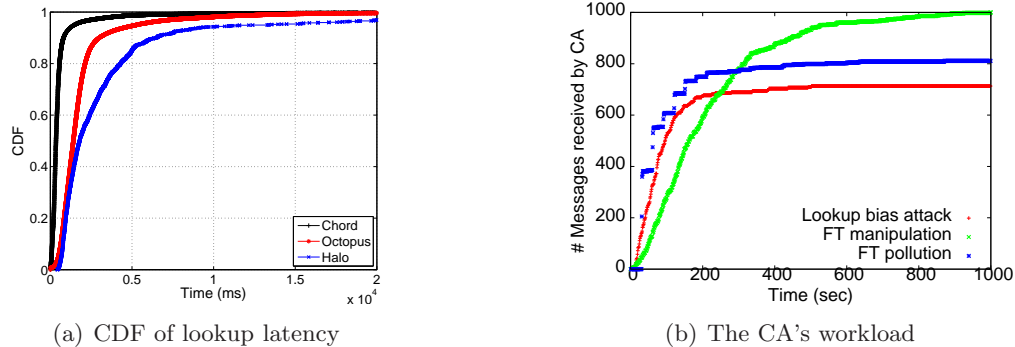 1
0.8
0.6
0.4
0.2
0
CDF
0 0.5 1 1.5 2
Time (ms)
x 10^4
Chord
Octopus
Halo
(a) CDF of lookup latency
1000
800
600
400
200
0
# Messages received by CA
0 200 400 600 800 1000
Time (sec)
Lookup bias attack
FT manipulation
FT pollution
(b) The CA's workload